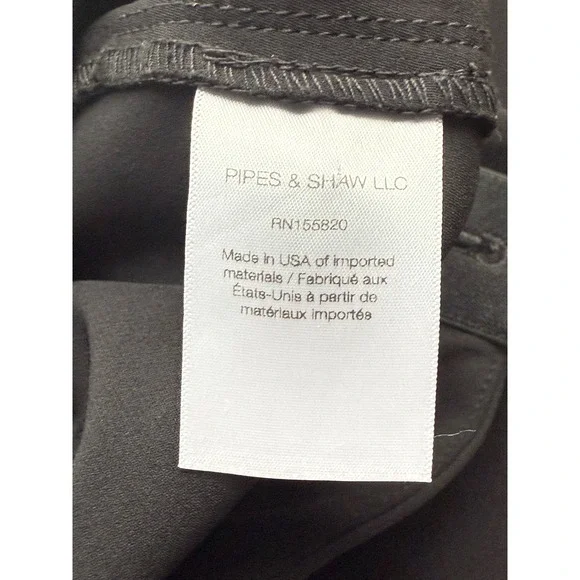 PIPES & SHAW LLC
RN155820
Made in USA of imported
materials / Fabriqué aux
États-Unis à partir de
matériaux importés